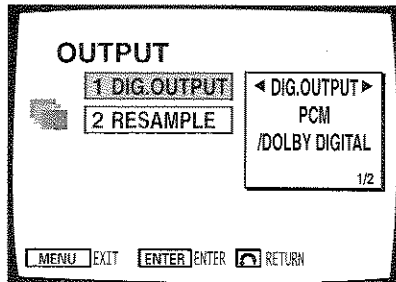 OUTPUT
1 DIG.OUTPUT
2 RESAMPLE
◄ DIG.OUTPUT ►
PCM
/DOLBY DIGITAL
1/2
MENU EXIT ENTER ENTER RETURN